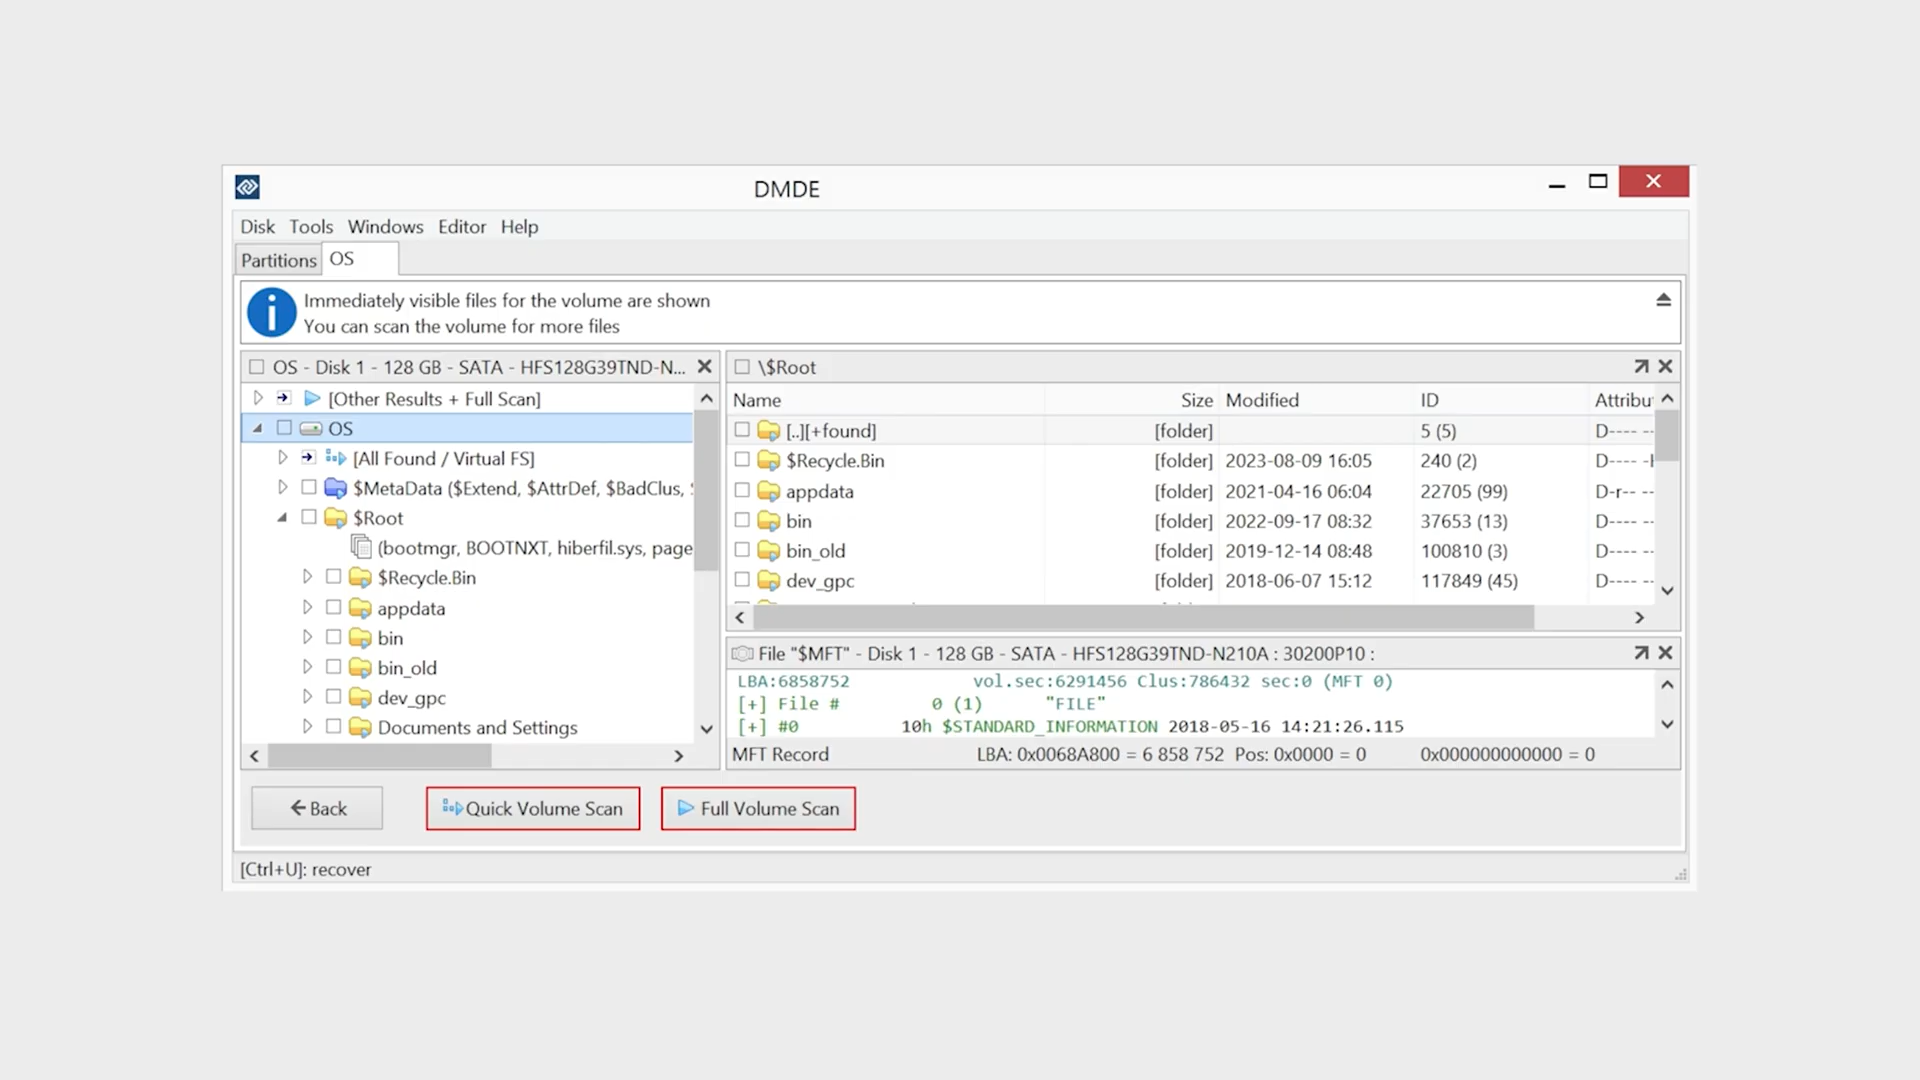 DMDE
Disk Tools Windows Editor Help
Partitions OS
Immediately visible files for the volume are shown
You can scan the volume for more files
OS - Disk 1 - 128 GB - SATA - HFS128G39TND-N...
[Other Results + Full Scan]
OS
[All Found / Virtual FS]
$MetaData ($Extend, $AttrDef, $BadClus,
$Root
(bootmgr, BOOTNXT, hiberfil.sys, page
$Recycle.Bin
appdata
bin
bin_old
dev_gpc
Documents and Settings
\$Root
Name Size Modified ID Attribu
[..][+found] [folder] 5 (5) D---- --
$Recycle.Bin [folder] 2023-08-09 16:05 240 (2) D---- -
appdata [folder] 2021-04-16 06:04 22705 (99) D-r-- --
bin [folder] 2022-09-17 08:32 37653 (13) D---- --
bin_old [folder] 2019-12-14 08:48 100810 (3) D---- --
dev_gpc [folder] 2018-06-07 15:12 117849 (45) D---- --
File "$MFT" - Disk 1 - 128 GB - SATA - HFS128G39TND-N210A : 30200P10 :
LBA:6858752 vol.sec:6291456 Clus:786432 sec:0 (MFT 0)
[+] File # 0 (1) "FILE"
[+] #0 10h $STANDARD_INFORMATION 2018-05-16 14:21:26.115
MFT Record LBA: 0x0068A800 = 6 858 752 Pos: 0x0000 = 0 0x000000000000 = 0
Back Quick Volume Scan Full Volume Scan
[Ctrl+U]: recover